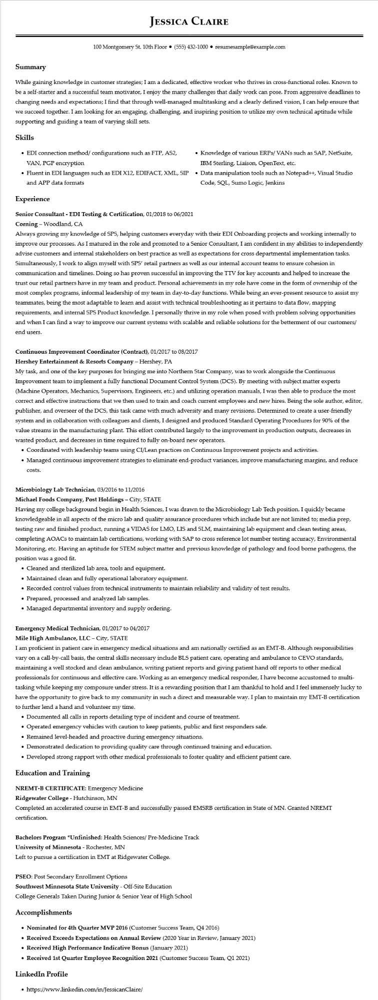 Jessica Claire
100 Montgomery St. 10th Floor ● (555) 432-1000 ● resumesample@example.com
Summary
While gaining knowledge in customer strategies; I am a dedicated, effective worker who thrives in cross-functional roles. Known to
be a self-starter and a successful team motivator, I enjoy the many challenges that daily work can pose. From aggressive deadlines to
changing needs and expectations; I find that through well-managed multitasking and a clearly defined vision, I can help ensure that
we succeed together. I am looking for an engaging, challenging, and inspiring position to utilize my own technical aptitude while
supporting and guiding a team of varying skill sets.
Skills
• EDI connection method/ configurations such as FTP, AS2,
VAN, PGP encryption
• Fluent in EDI languages such as EDI X12, EDIFACT, XML, SIP
and APP data formats
• Knowledge of various ERPs/ VANs such as SAP, NetSuite,
IBM Sterling, Liaison, OpenText, etc.
• Data manipulation tools such as Notepad++, Visual Studio
Code, SQL, Sumo Logic, Jenkins
Experience
Senior Consultant - EDI Testing & Certification, 01/2018 to 06/2021
Corning – Woodland, CA
Always growing my knowledge of SPS, helping customers everyday with their EDI Onboarding projects and working internally to
improve our processes. As I matured in the role and promoted to a Senior Consultant, I am confident in my abilities to independently
advise customers and internal stakeholders on best practice as well as expectations for cross departmental implementation tasks.
Simultaneously, I work to align myself with SPS’ retail partners as well as our internal account teams to ensure cohesion in
communication and timelines. Doing so has proven successful in improving the TTV for key accounts and helped to increase the
trust our retail partners have in my team and product. Personal achievements in my role have come in the form of ownership of the
most complex programs, informal leadership of my team in day-to-day functions. While being an ever-present resource to assist my
teammates, being the most adaptable to learn and assist with technical troubleshooting as it pertains to data flow, mapping
requirements, and internal SPS Product knowledge. I personally thrive in my role when posed with problem solving opportunities
and when I can find a way to improve our current systems with scalable and reliable solutions for the betterment of our customers/
end users.
Continuous Improvement Coordinator (Contract), 01/2017 to 08/2017
Hershey Entertainment & Resorts Company – Hershey, PA
My task, and one of the key purposes for bringing me into Northern Star Company, was to work alongside the Continuous
Improvement team to implement a fully functional Document Control System (DCS). By meeting with subject matter experts
(Machine Operators, Mechanics, Supervisors, Engineers, etc.) and utilizing operation manuals, I was then able to produce the most
correct and effective instructions that we then used to train and coach current employees and new hires. Being the sole author, editor,
publisher, and overseer of the DCS, this task came with much adversity and many revisions. Determined to create a user-friendly
system and in collaboration with colleagues and clients, I designed and produced Standard Operating Procedures for 90% of the
value streams in the manufacturing plant. This effort contributed largely to the improvement in production outputs, decreases in
wasted product, and decreases in time required to fully on-board new operators.
• Coordinated with leadership teams using CI/Lean practices on Continuous Improvement projects and activities.
• Managed continuous improvement strategies to eliminate end-product variances, improve manufacturing margins, and reduce
costs.
Microbiology Lab Technician, 03/2016 to 11/2016
Michael Foods Company, Post Holdings – City, STATE
Having my college background begin in Health Sciences, I was drawn to the Microbiology Lab Tech position. I quickly became
knowledgeable in all aspects of the micro lab and quality assurance procedures which include but are not limited to; media prep,
testing raw and finished product, running a VIDAS for LMO, LIS and SLM, maintaining lab equipment and clean testing areas,
completing AOACs to maintain lab certifications, working with SAP to cross reference lot number testing accuracy, Environmental
Monitoring, etc. Having an aptitude for STEM subject matter and previous knowledge of pathology and food borne pathogens, the
position was a good fit.
• Cleaned and sterilized lab area, tools and equipment.
• Maintained clean and fully operational laboratory equipment.
• Recorded control values from technical instruments to maintain reliability and validity of test results.
• Prepared, processed and analyzed lab samples.
• Managed departmental inventory and supply ordering.
Emergency Medical Technician, 01/2017 to 04/2017
Mile High Ambulance, LLC – City, STATE
I am proficient in patient care in emergency medical situations and am nationally certified as an EMT-B. Although responsibilities
vary on a call-by-call basis, the central skills necessary include BLS patient care, operating and ambulance to CEVO standards,
maintaining a well stocked and clean ambulance, writing patient reports and giving patient hand off reports to other medical
professionals for continuous and effective care. Working as an emergency medical responder, I have become accustomed to multi-
tasking while keeping my composure under stress. It is a rewarding position that I am thankful to hold and I feel immensely lucky to
have the opportunity to give back to my community in such a direct and measurable way. I plan to maintain my EMT-B certification
to further lend a hand and volunteer my time.
• Documented all calls in reports detailing type of incident and course of treatment.
• Operated emergency vehicles with caution to keep patients, public and first responders safe.
• Remained level-headed and proactive during emergency situations.
• Demonstrated dedication to providing quality care through continued training and education.
• Developed strong rapport with other medical professionals to foster quality and efficient patient care.
Education and Training
NREMT-B CERTIFICATE: Emergency Medicine
Ridgewater College - Hutchinson, MN
Completed an accelerated course in EMT-B and successfully passed EMSRB certification in State of MN. Granted NREMT
certification.
Bachelors Program *Unfinished: Health Sciences/ Pre-Medicine Track
University of Minnesota - Rochester, MN
Left to pursue a certification in EMT at Ridgewater College.
PSEO: Post Secondary Enrollment Options
Southwest Minnesota State University - Off-Site Education
College Generals Taken During Junior & Senior Year of High School
Accomplishments
• Nominated for 4th Quarter MVP 2016 (Customer Success Team, Q4 2016)
• Received Exceeds Expectations on Annual Review (2020 Year in Review, January 2021)
• Received High Performance Indicative Bonus (January 2021)
• Received 1st Quarter Employee Recognition 2021 (Customer Success Team, Q1 2021)
LinkedIn Profile
• https://www.linkedin.com/in/JessicanClaire/